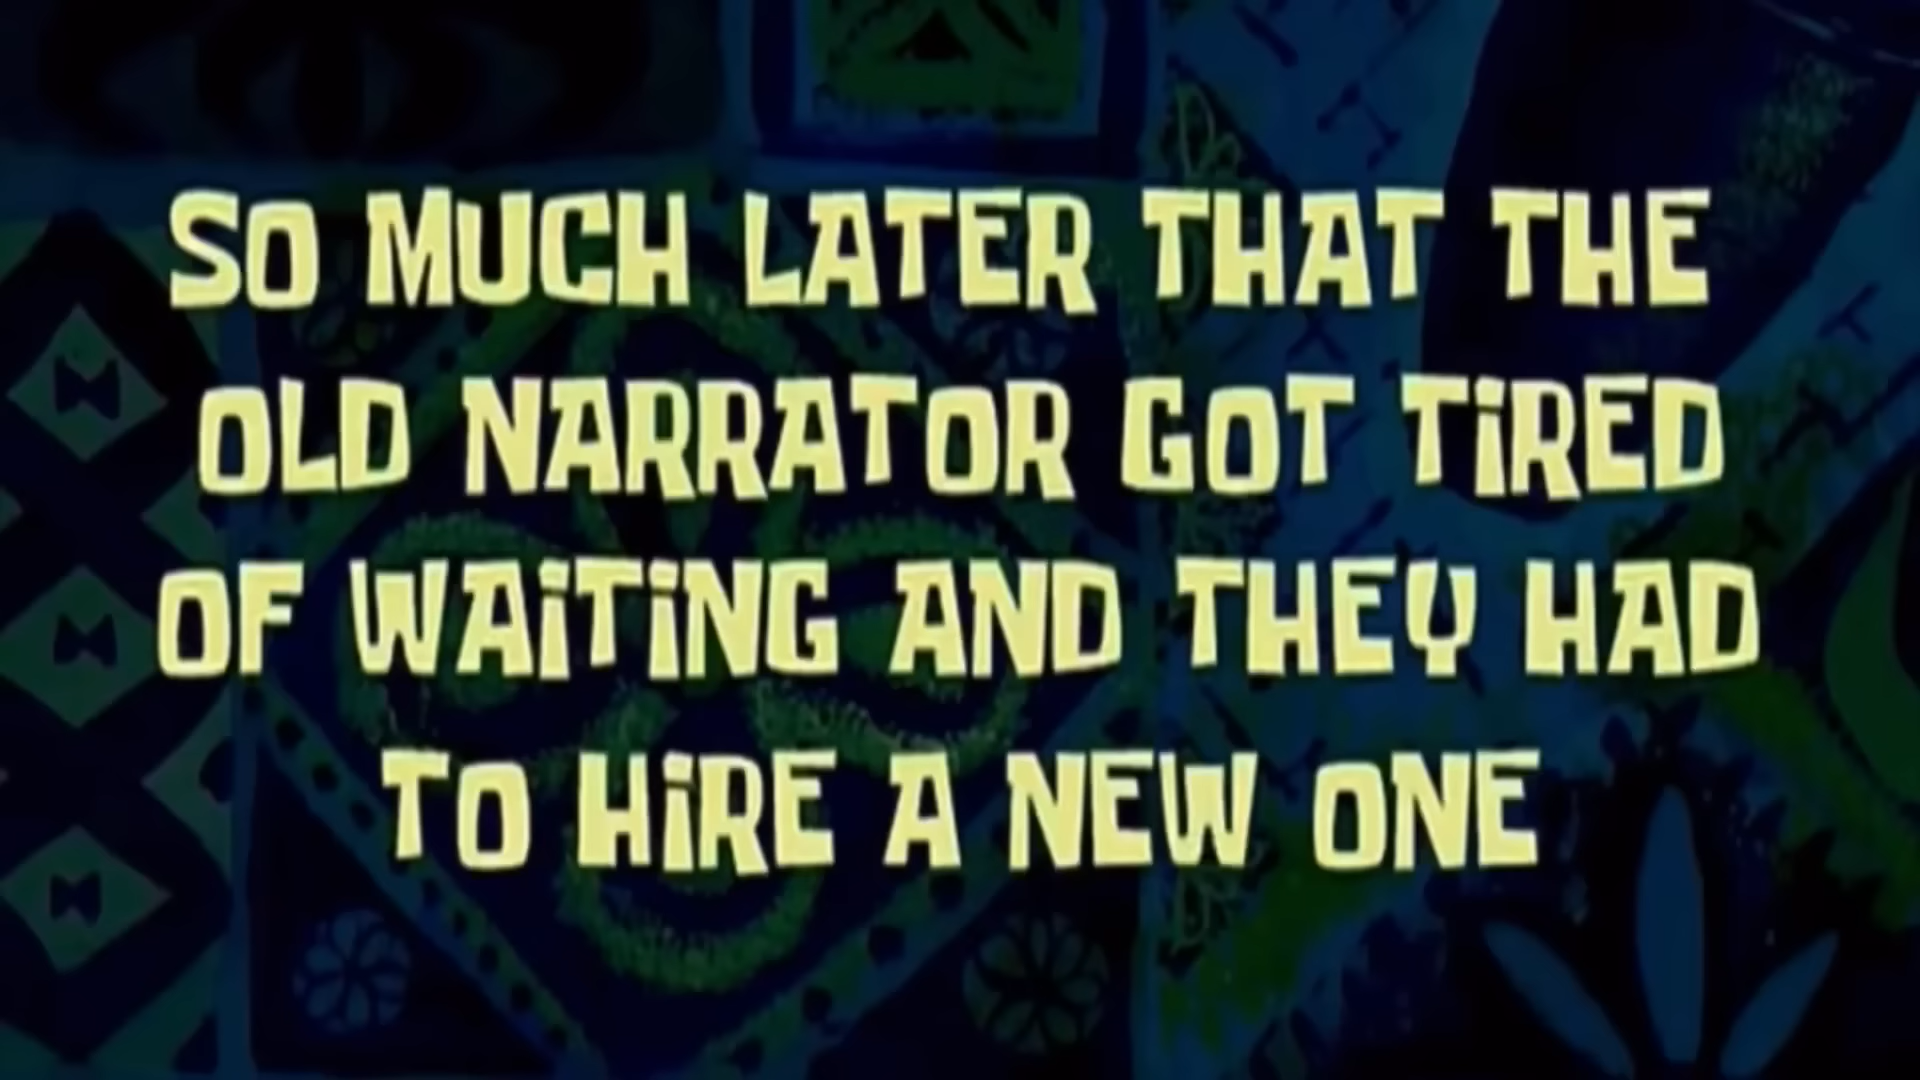 SO MUCH LATER THAT THE
OLD NARRATOR GOT TIRED
OF WAITING AND THEY HAD
TO HIRE A NEW ONE